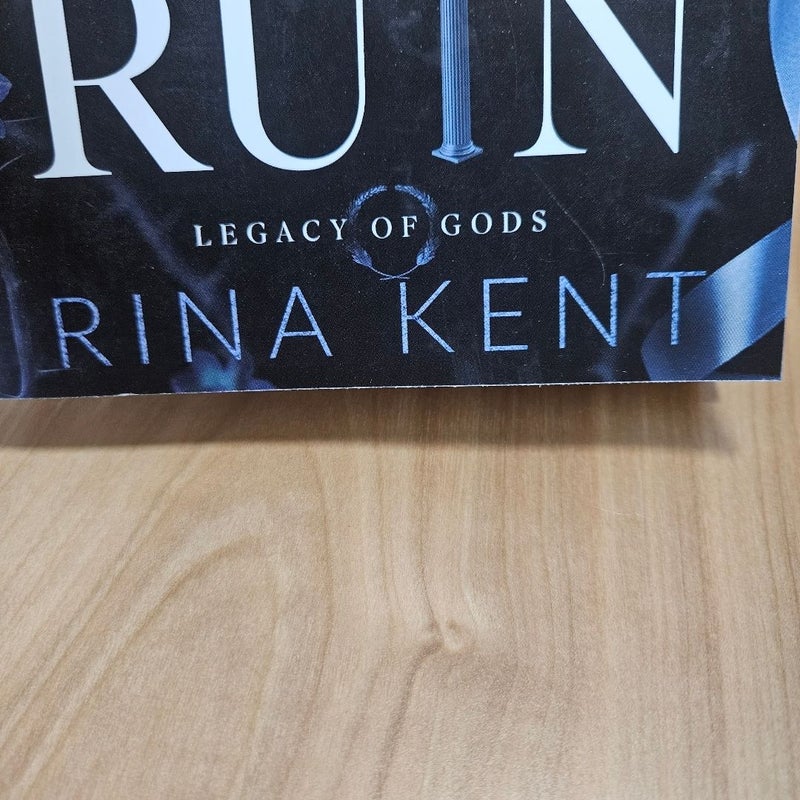 RUIN
LEGACY OF GODS
RINA KENT